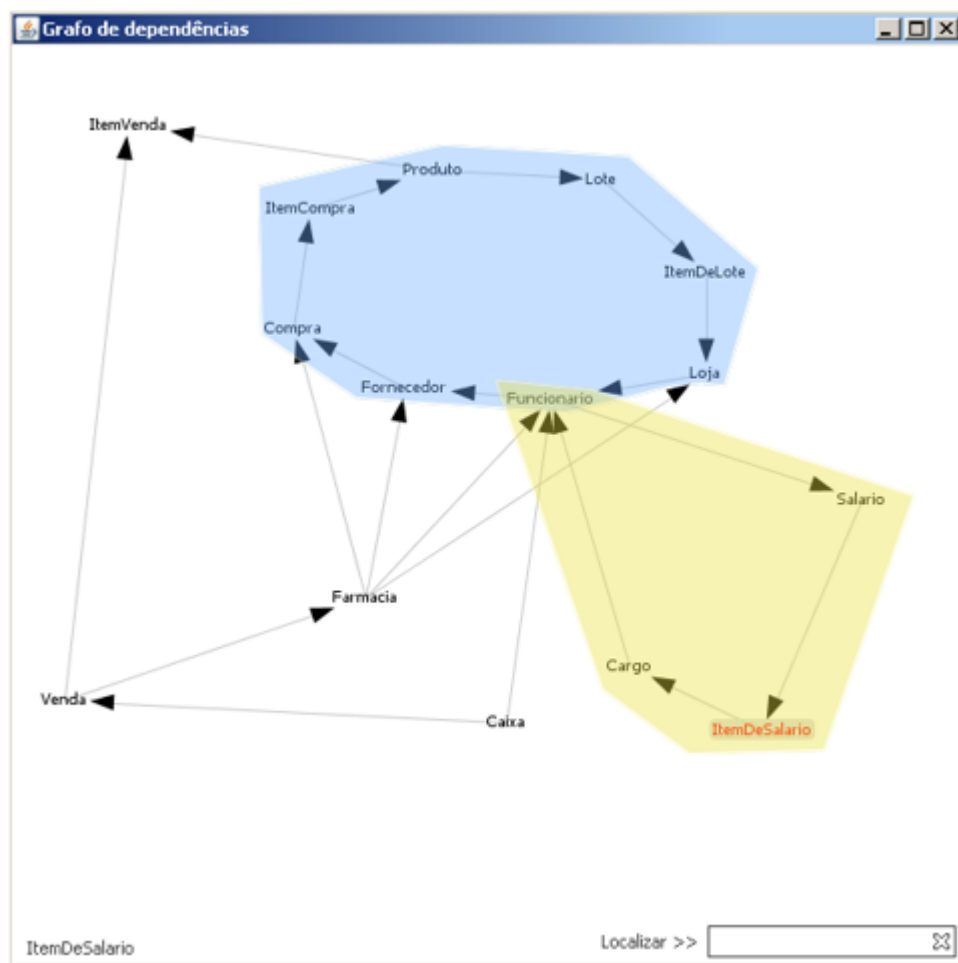 Grafo de dependências
ItemVenda
Produto
Lote
ItemCompra
ItemDeLote
Compra
Loja
Fornecedor
Funcionario
Salario
Farmacia
Cargo
Venda
Caixa
ItemDeSalario
Localizar >>
ItemDeSalario